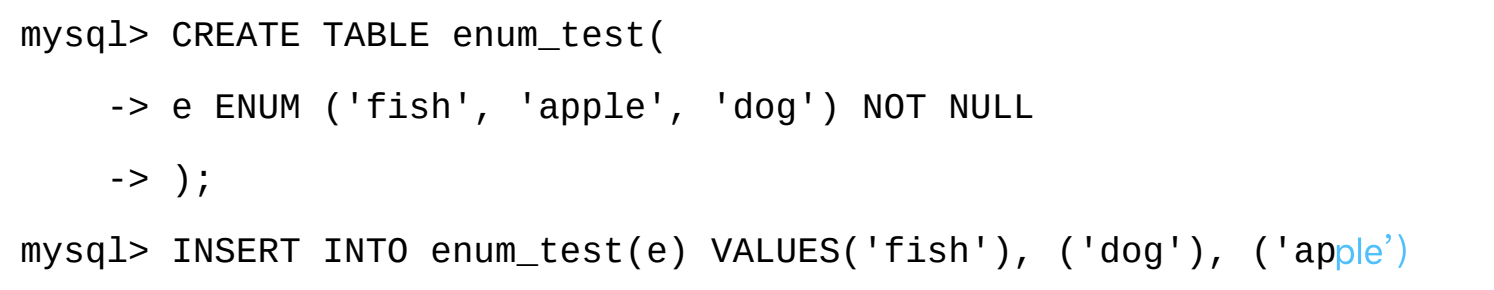 mysql> CREATE TABLE enum_test(
    -> e ENUM ('fish', 'apple', 'dog') NOT NULL
    -> );
mysql> INSERT INTO enum_test(e) VALUES('fish'), ('dog'), ('apple’)